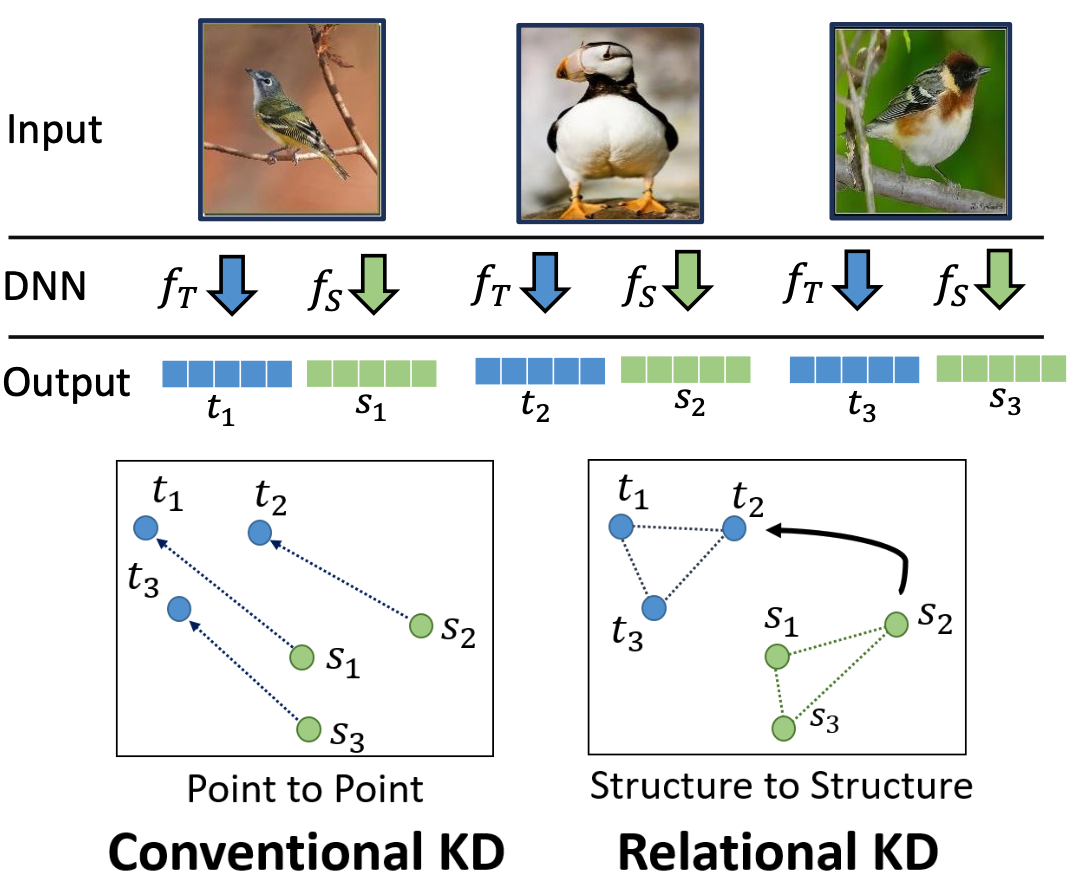 Input
DNN f_T f_S f_T f_S f_T f_S
Output
t_1 s_1 t_2 s_2 t_3 s_3
t_1 t_2
t_3
s_2
s_1
s_3
t_1 t_2
t_3
s_1 s_2
s_3
Point to Point
Structure to Structure
Conventional KD
Relational KD